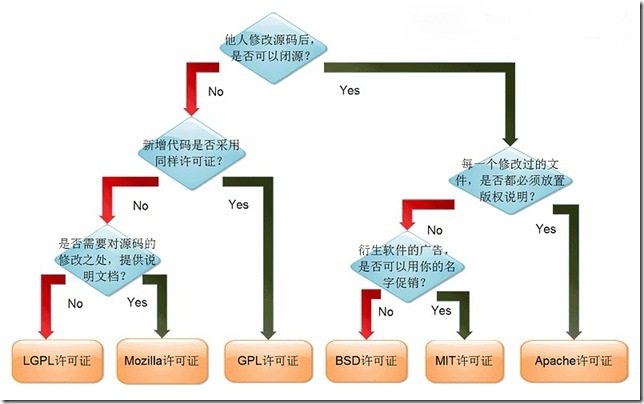 他人修改源码后，
是否可以闭源？
No
Yes
新增代码是否采用
同样许可证？
每一个修改过的文
件，是否都必须放置
版权说明？
No
Yes
No
Yes
是否需要对源码的
修改之处，提供说
明文档？
衍生软件的广告，
是否可以用你的名
字促销？
No
Yes
No
Yes
LGPL许可证
Mozilla许可证
GPL许可证
BSD许可证
MIT许可证
Apache许可证